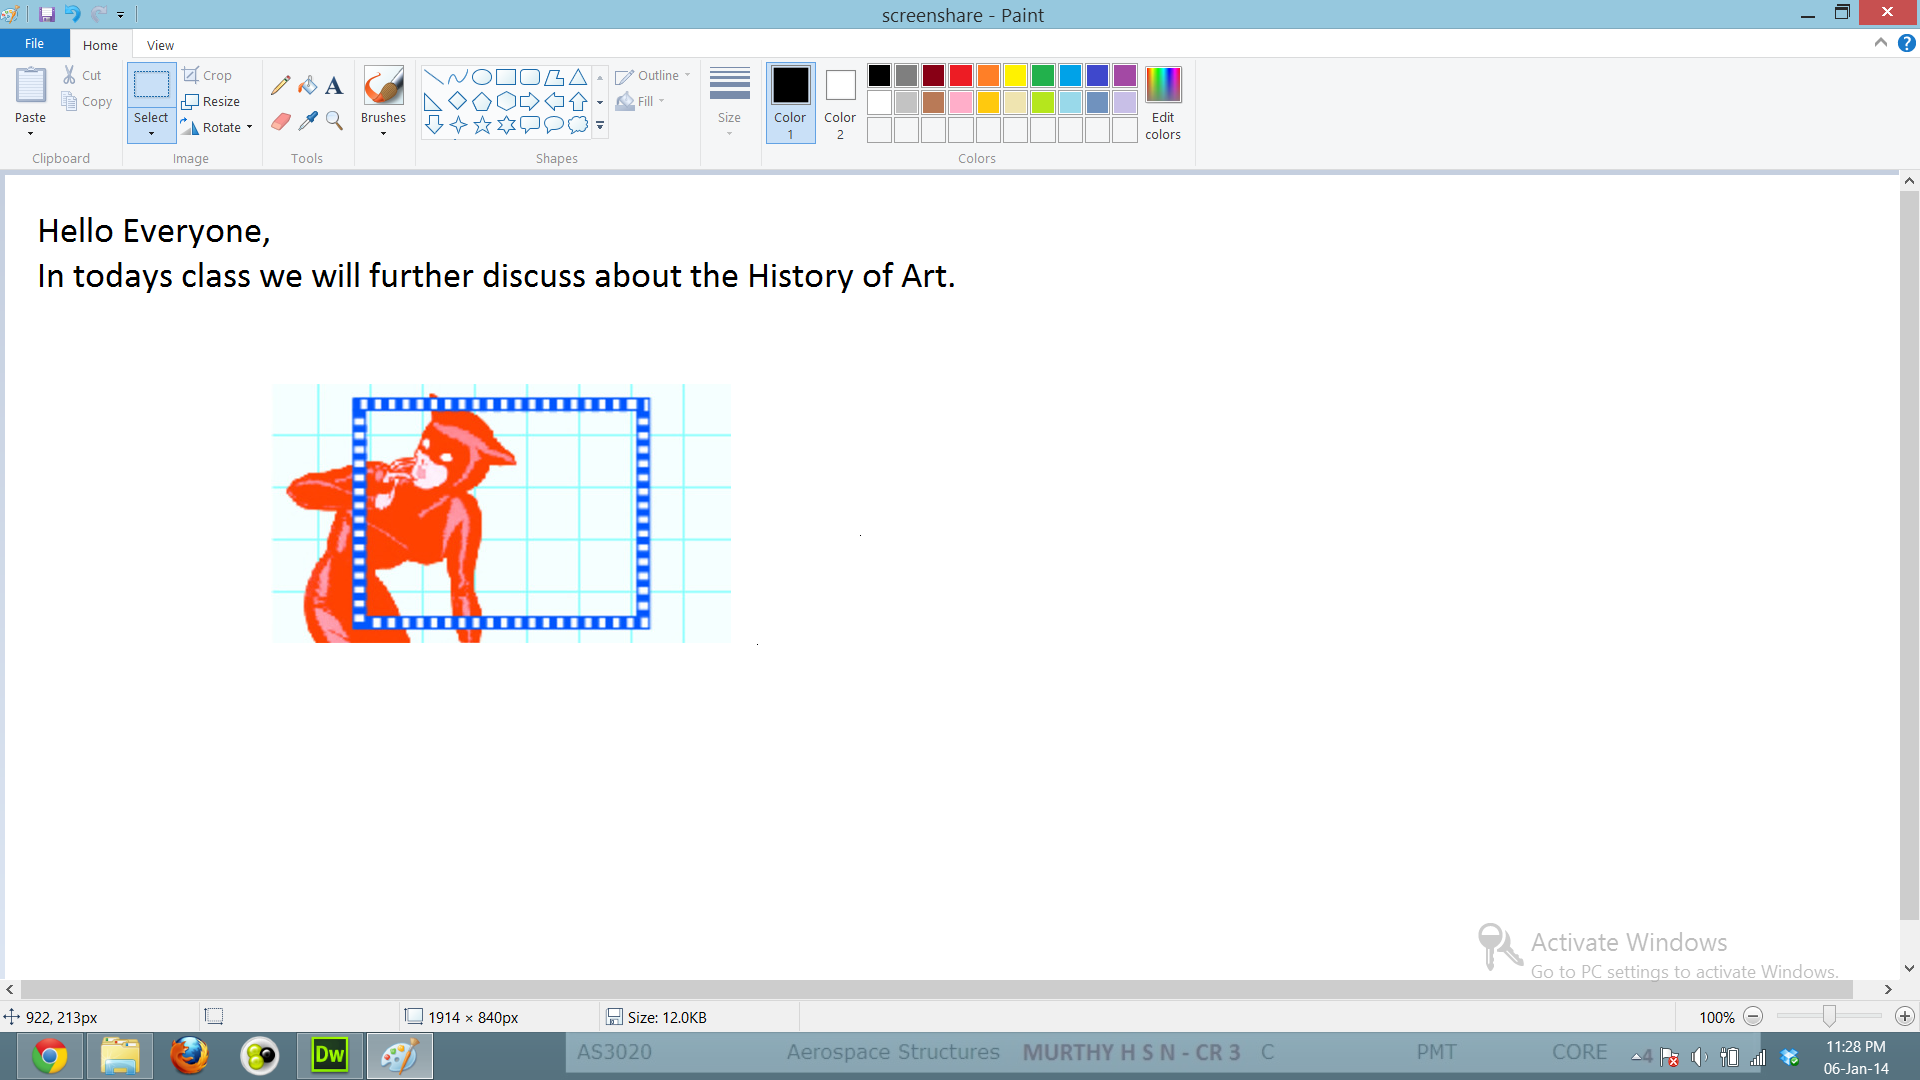 screenshare - Paint
File Home View
Cut
Copy
Paste
Clipboard
Select
Crop
Resize
Rotate
Image
A
Tools
Brushes
Outline
Fill
Shapes
Size
Color 1
Color 2
Edit colors
Colors
Hello Everyone,
In todays class we will further discuss about the History of Art.
Activate Windows
Go to PC settings to activate Windows.
922, 213px
1914 × 840px
Size: 12.0KB
100%
Dw
AS3020 Aerospace Structures MURTHY H S N - CR 3 C PMT CORE 4
11:28 PM
06-Jan-14